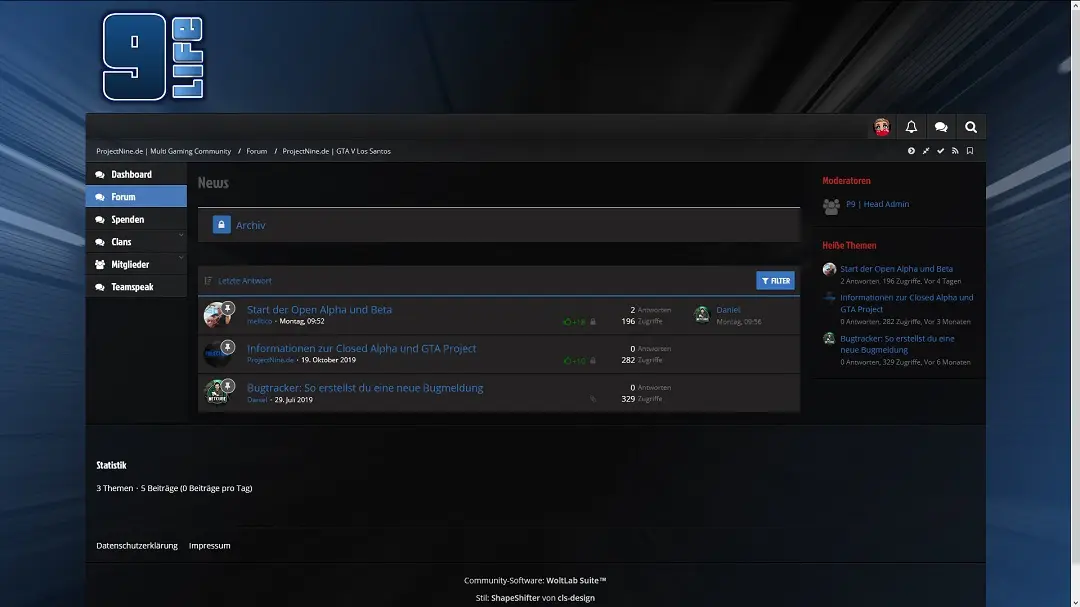 9 Life
ProjectNine.de | Multi Gaming Community / Forum / ProjectNine.de | GTA V Los Santos
Dashboard
Forum
Spenden
Clans
Mitglieder
Teamspeak
News
Archiv
Letzte Antwort
FILTER
Start der Open Alpha und Beta
Montag, 09:52
+16
2 Antworten
196 Zugriffe
Daniel
Montag, 09:56
Informationen zur Closed Alpha und GTA Project
ProjectNine.de · 19. Oktober 2019
+10
0 Antworten
282 Zugriffe
Bugtracker: So erstellst du eine neue Bugmeldung
Daniel · 29. Juli 2019
0 Antworten
329 Zugriffe
Moderatoren
P9 | Head Admin
Heiße Themen
Start der Open Alpha und Beta
2 Antworten, 196 Zugriffe, Vor 4 Tagen
Informationen zur Closed Alpha und
GTA Project
0 Antworten, 282 Zugriffe, Vor 3 Monaten
Bugtracker: So erstellst du eine
neue Bugmeldung
0 Antworten, 329 Zugriffe, Vor 6 Monaten
Statistik
3 Themen · 5 Beiträge (0 Beiträge pro Tag)
Datenschutzerklärung Impressum
Community-Software: WoltLab Suite™
Stil: ShapeShifter von cls-design